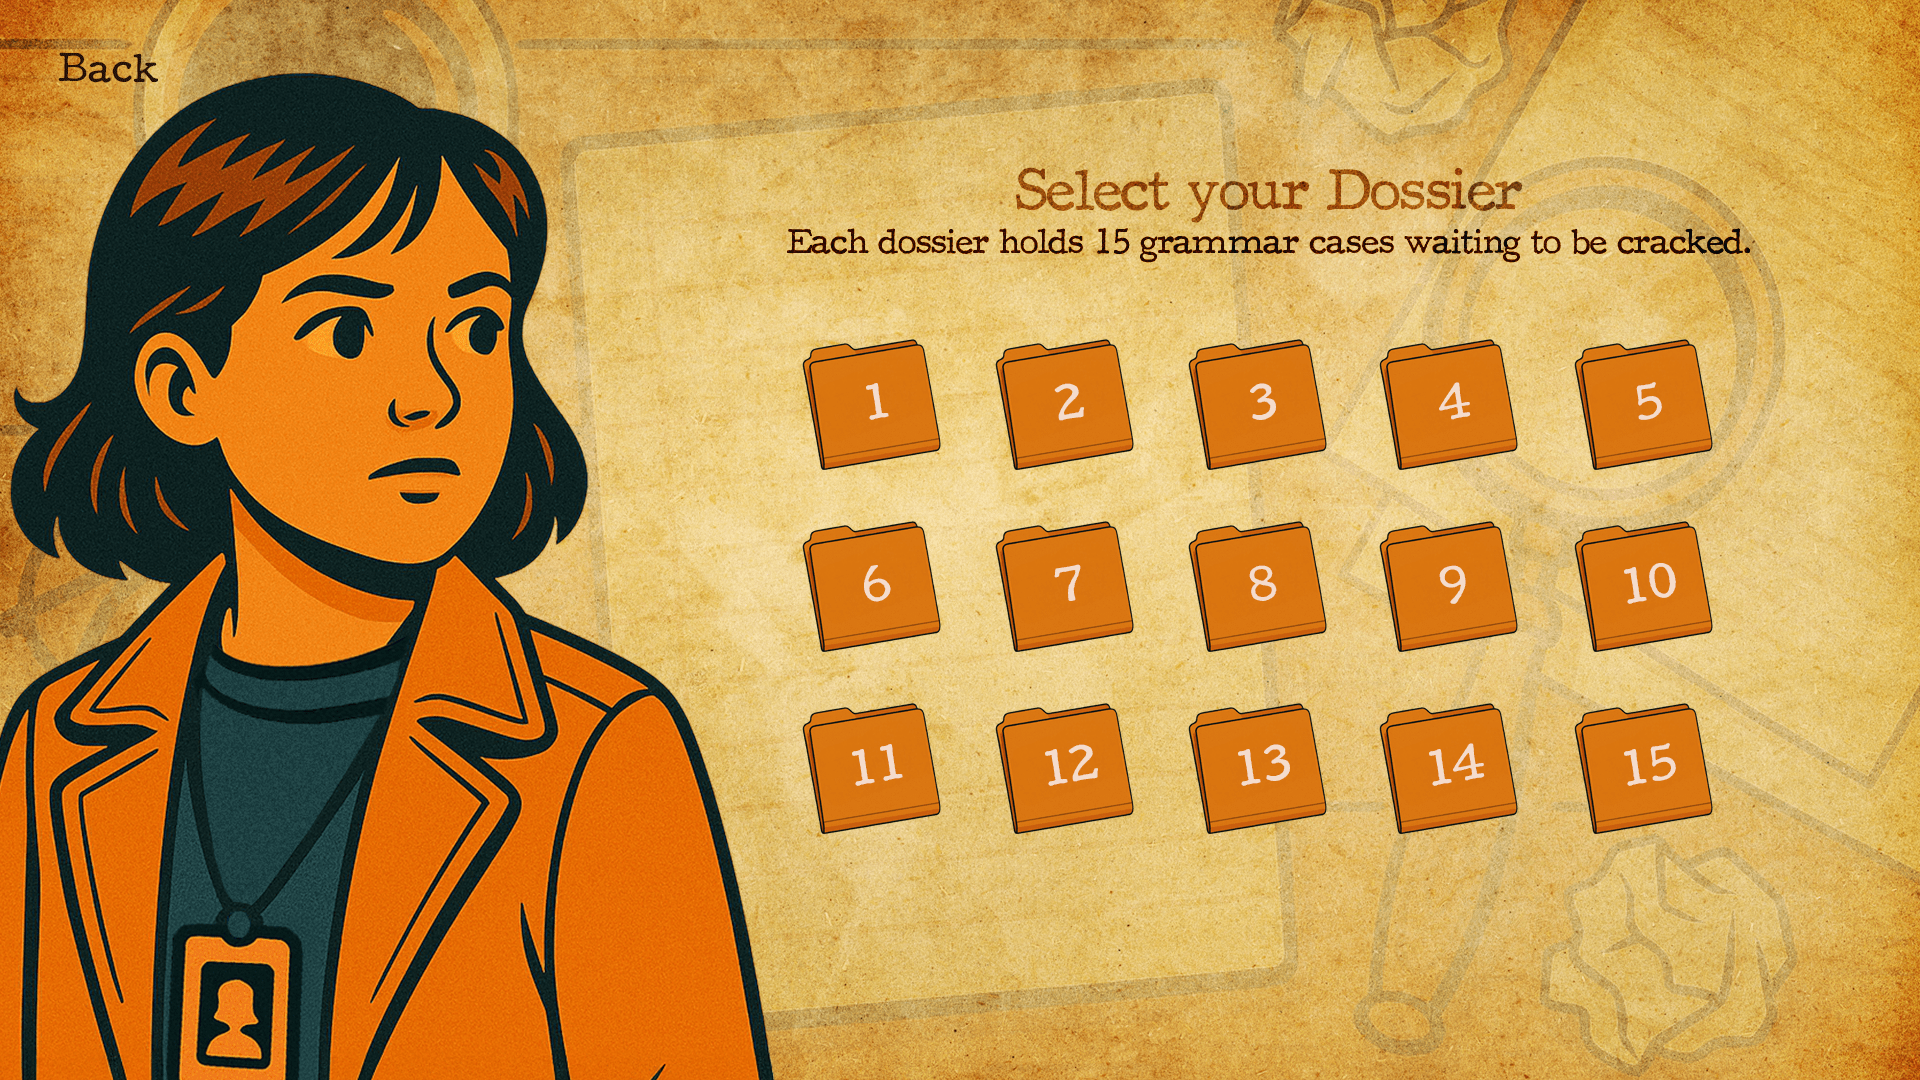 Back
Select your Dossier
Each dossier holds 15 grammar cases waiting to be cracked.
1 2 3 4 5
6 7 8 9 10
11 12 13 14 15